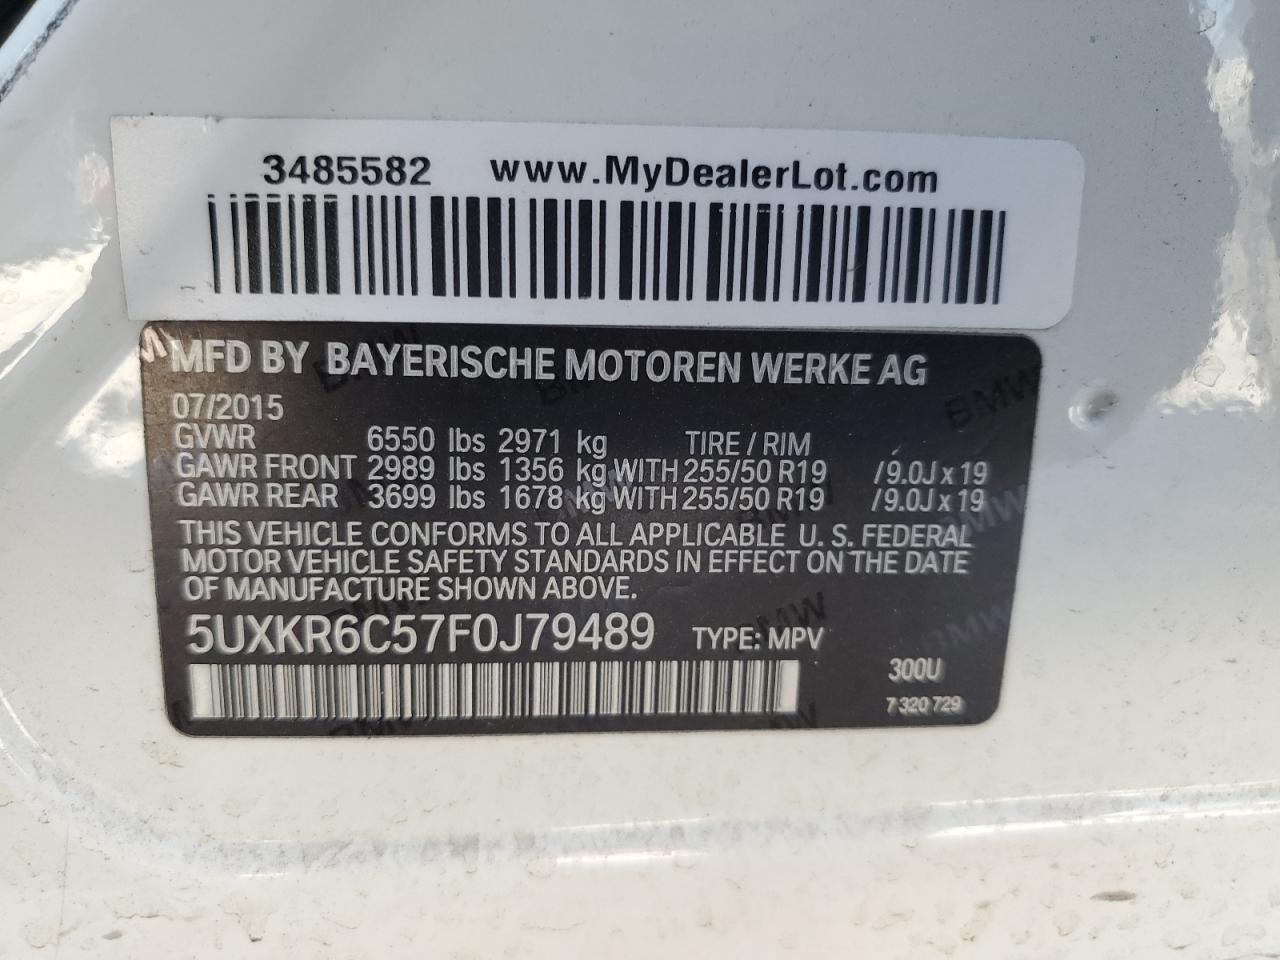 3485582 www.MyDealerLot.com
MFD BY BAYERISCHE MOTOREN WERKE AG
07/2015
GVWR 6550 lbs 2971 kg TIRE / RIM
GAWR FRONT 2989 lbs 1356 kg WITH 255/50 R19 /9.0J x 19
GAWR REAR 3699 lbs 1678 kg WITH 255/50 R19 /9.0J x 19
THIS VEHICLE CONFORMS TO ALL APPLICABLE U. S. FEDERAL
MOTOR VEHICLE SAFETY STANDARDS IN EFFECT ON THE DATE
OF MANUFACTURE SHOWN ABOVE.
5UXKR6C57F0J79489 TYPE: MPV
300U
7 320 729